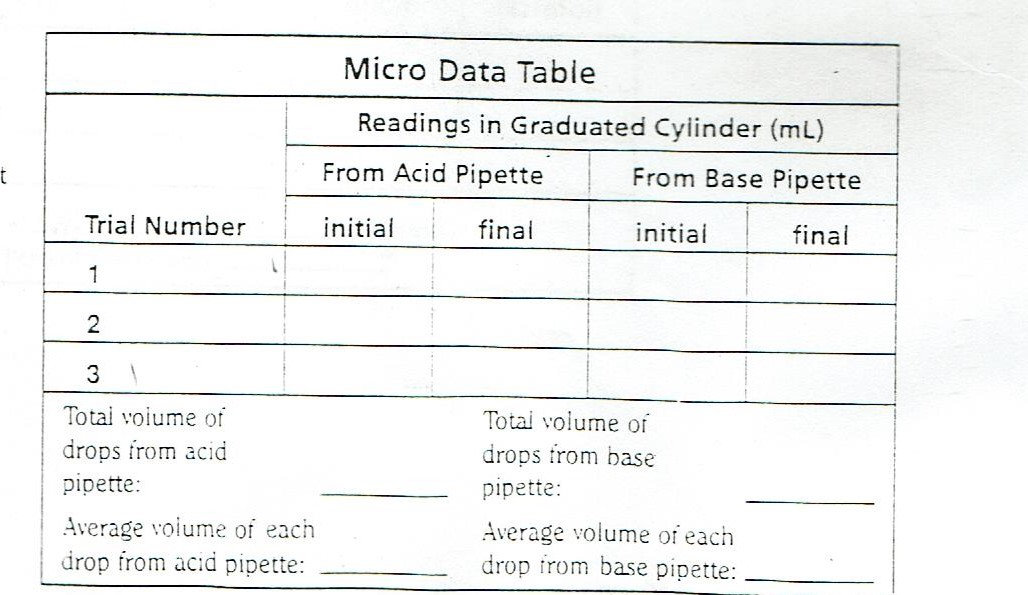 t
Micro Data Table
Readings in Graduated Cylinder (mL)
From Acid Pipette From Base Pipette
Trial Number initial final initial final
1
2
3
Total volume of
drops from acid
pipette:
Total volume of
drops from base
pipette:
Average volume of each
drop from acid pipette:
Average volume of each
drop from base pipette: